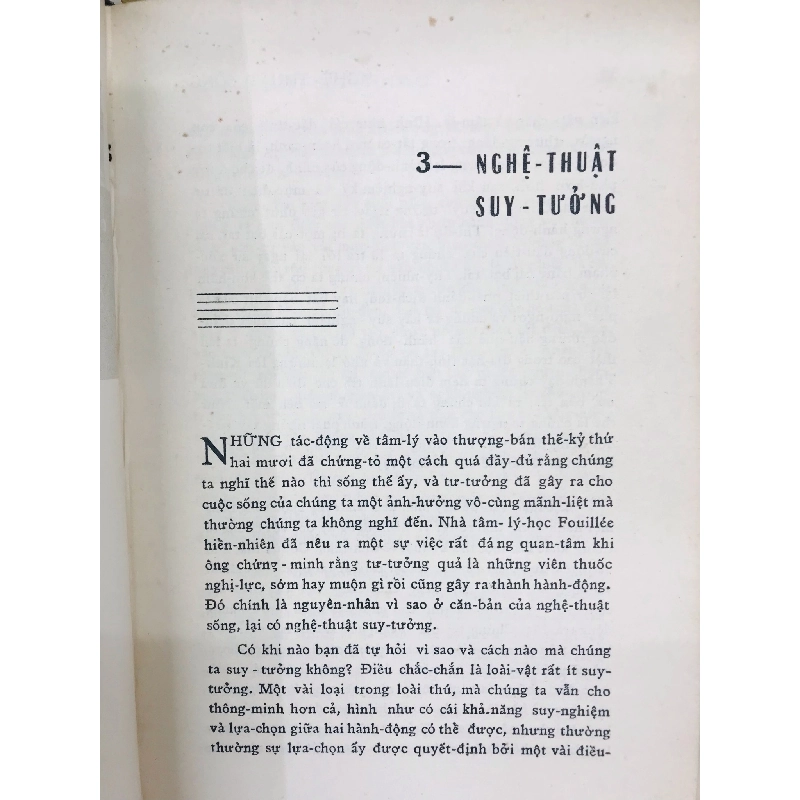 3— NGHỆ-THUẬT
SUY-TƯỞNG
NHỮNG tác-động về tâm-lý vào thượng-bán thế-kỷ thứ
hai mươi đã chứng-tỏ một cách quá đầy-đủ rằng chúng
ta nghĩ thế nào thì sống thế ấy, và tư-tưởng đã gây ra cho
cuộc sống của chúng ta một ảnh-hưởng vô-cùng mãnh-liệt mà
thường chúng ta không nghĩ đến. Nhà tâm-lý-học Fouillée
hiền-nhiên đã nêu ra một sự việc rất đáng quan-tâm khi
ông chứng-minh rằng tư-tưởng quả là những viên thuốc
nghị-lực, sớm hay muộn gì rồi cũng gây ra thành hành-động.
Đó chính là nguyên-nhân vì sao ở căn-bản của nghệ-thuật
sống, lại có nghệ-thuật suy-tưởng.
Có khi nào bạn đã tự hỏi vì sao và cách nào mà chúng
ta suy-tưởng không? Điều chắc-chắn là loài-vật rất ít suy-
tưởng. Một vài loại trong loài thú, mà chúng ta vẫn cho
thông-minh hơn cả, hình như có cái khả.năng suy-nghiệm
và lựa-chọn giữa hai hành-động có thể được, nhưng thường
thường sự lựa-chọn ấy được quyết-định bởi một vài điều-